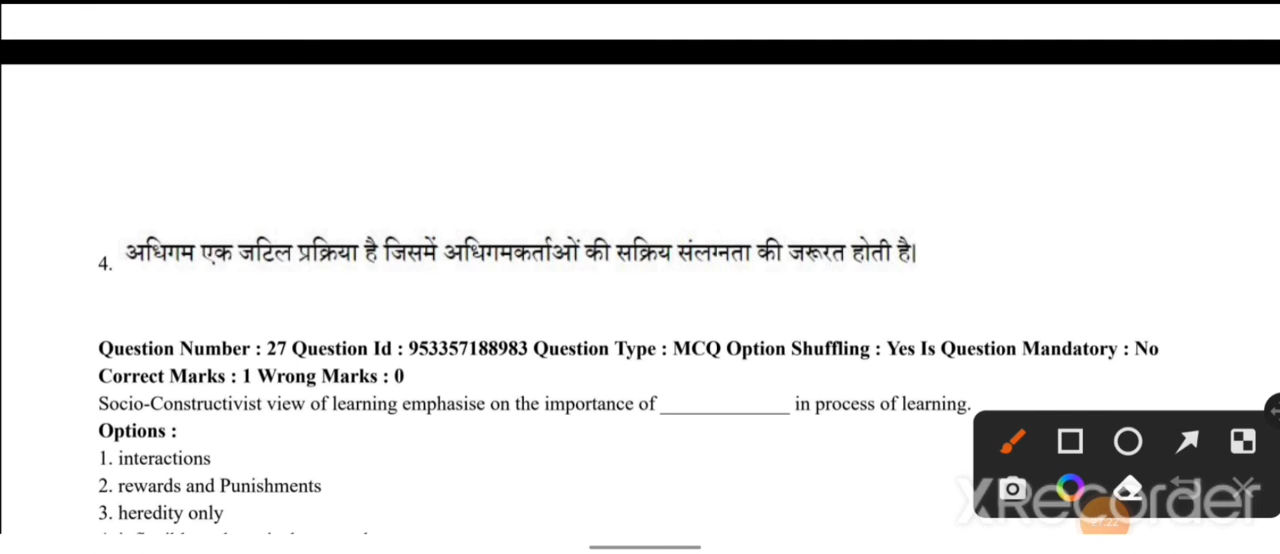 4. अधिगम एक जटिल प्रक्रिया है जिसमें अधिगमकर्ताओं की सक्रिय संलग्नता की जरूरत होती है।
Question Number : 27 Question Id : 953357188983 Question Type : MCQ Option Shuffling : Yes Is Question Mandatory : No
Correct Marks : 1 Wrong Marks : 0
Socio-Constructivist view of learning emphasise on the importance of _____________ in process of learning.
Options :
1. interactions
2. rewards and Punishments
3. heredity only
XRecorder